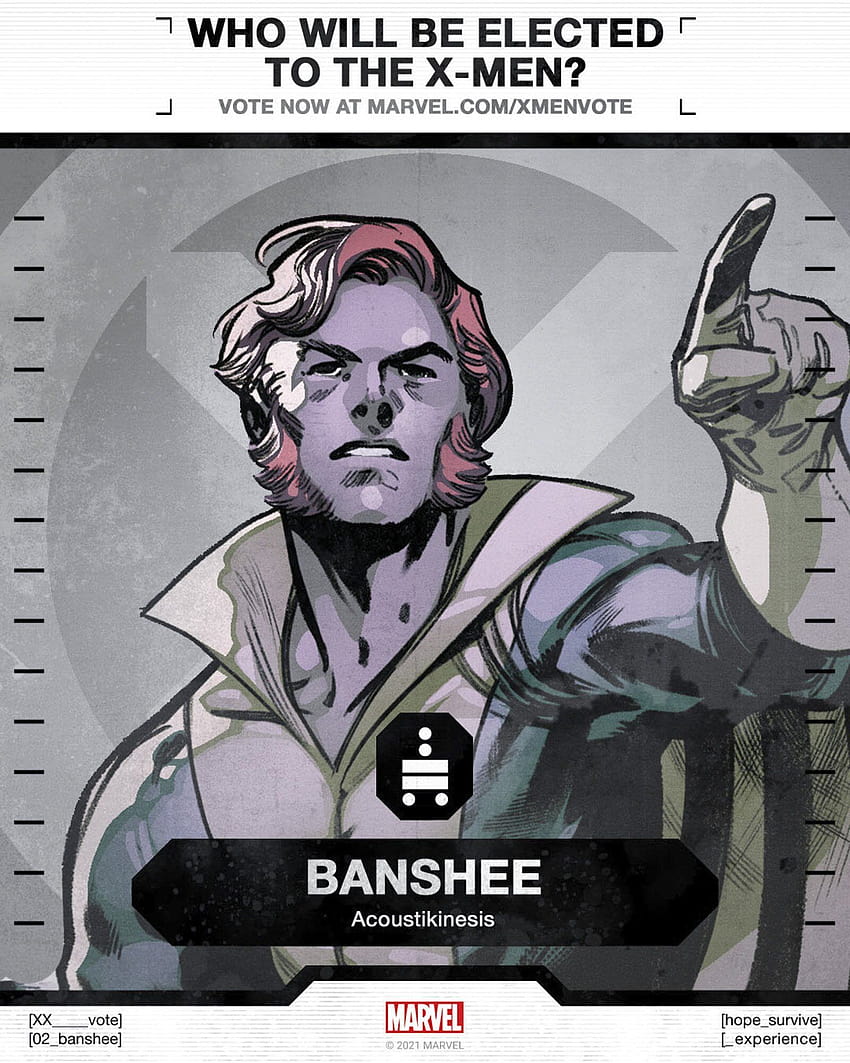 WHO WILL BE ELECTED
TO THE X-MEN?
VOTE NOW AT MARVEL.COM/XMENVOTE
BANSHEE
Acoustikinesis
[XX____vote]
[02_banshee]
MARVEL
© 2021 MARVEL
[hope_survive]
[_experience]